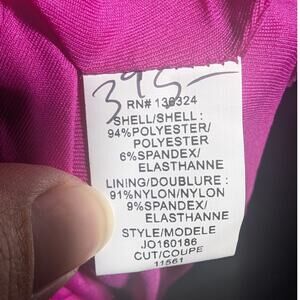 395-
RN# 136324
SHELL/SHELL :
94%POLYESTER/
POLYESTER
6%SPANDEX/
ELASTHANNE
LINING/DOUBLURE :
91%NYLON/NYLON
9%SPANDEX/
ELASTHANNE
STYLE/MODELE
JO160186
CUT/COUPE
11561